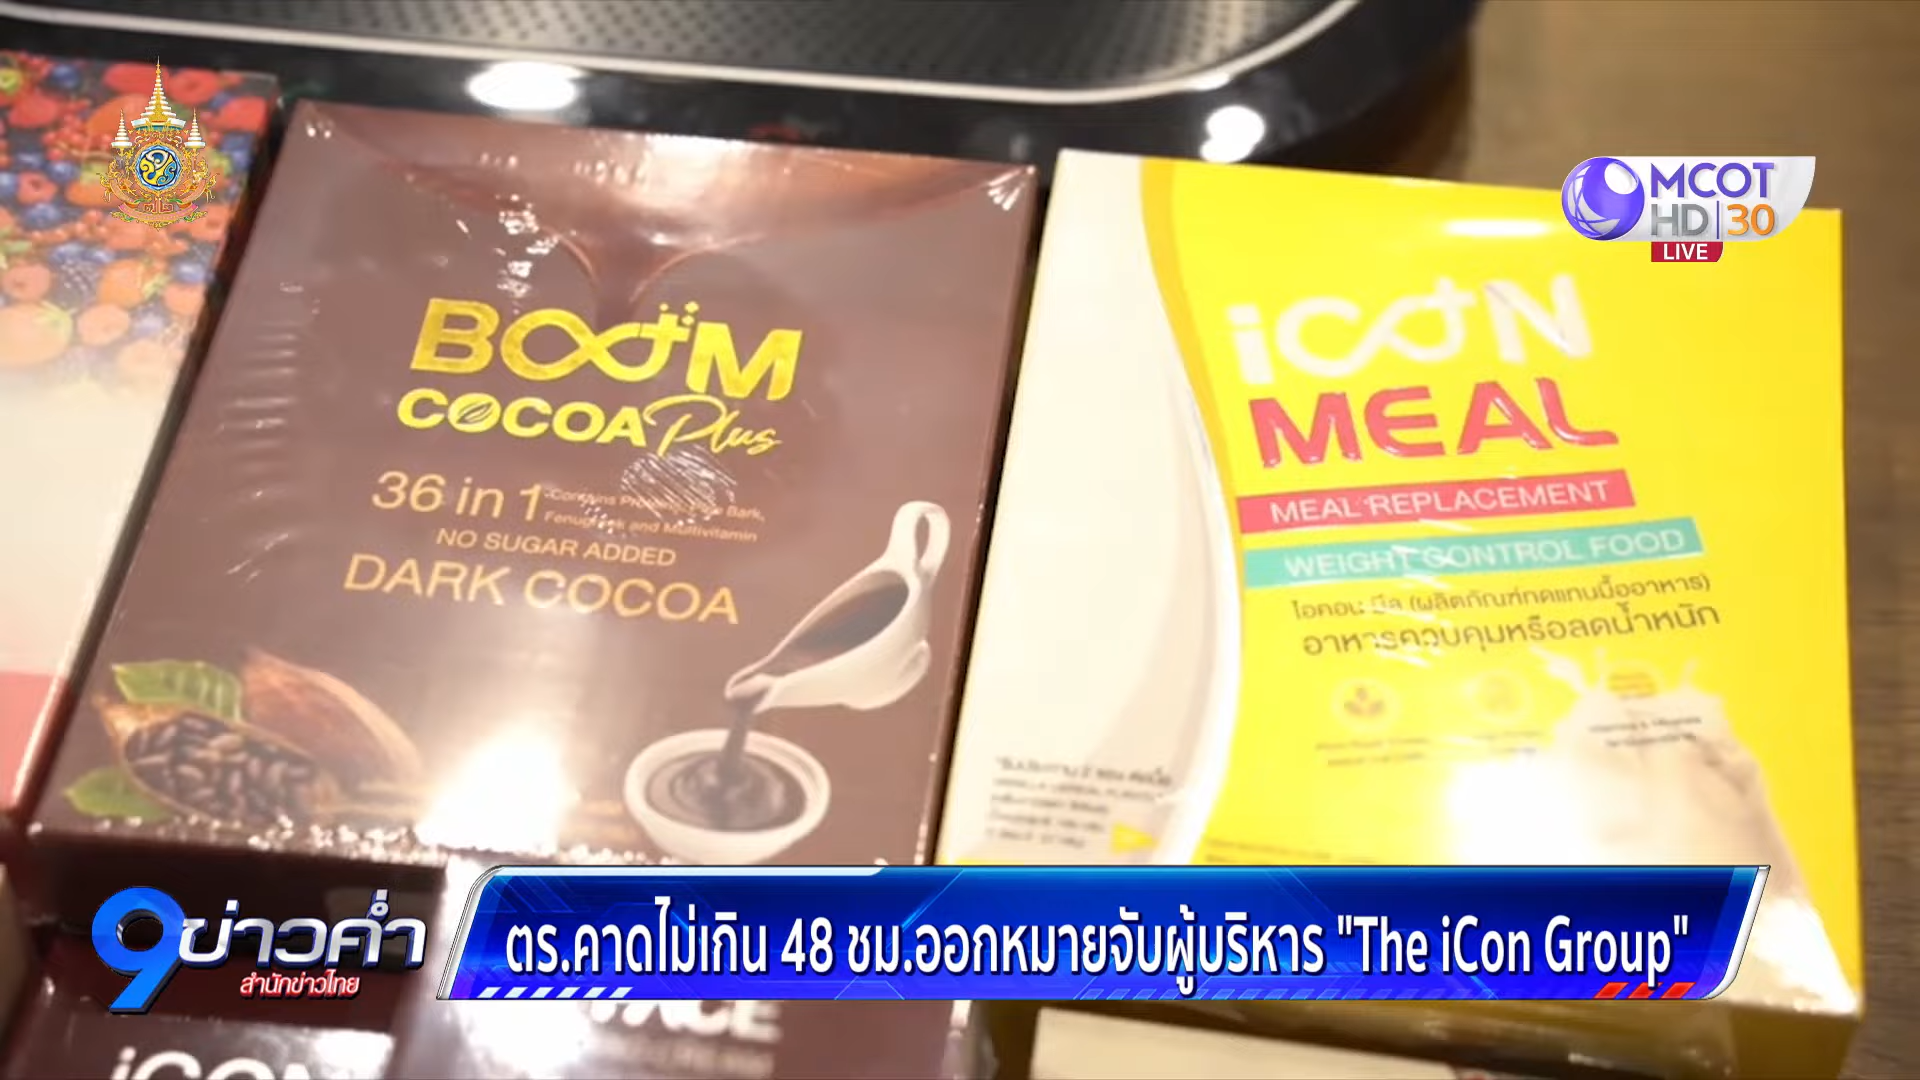 MCOT
HD 30
LIVE
BOOM
COCOA Plus
36 in 1
NO SUGAR ADDED
DARK COCOA
iCON
MEAL
MEAL REPLACEMENT
WEIGHT CONTROL FOOD
ไอคอน มีล (ผลิตภัณฑ์ทดแทนมื้ออาหาร)
อาหารควบคุมหรือลดน้ำหนัก
9ข่าวค่ำ
สำนักข่าวไทย
ตร.คาดไม่เกิน 48 ชม.ออกหมายจับผู้บริหาร "The iCon Group"
iCON